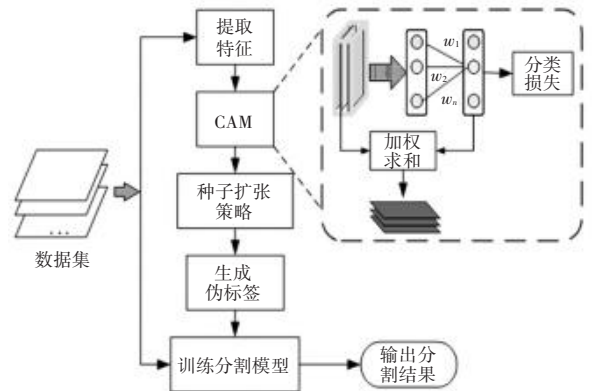 提取
特征
CAM
种子扩张
策略
生成
伪标签
训练分割模型
输出分
割结果
数据集
...
w₁
w₂
wₙ
分类
损失
加权
求和